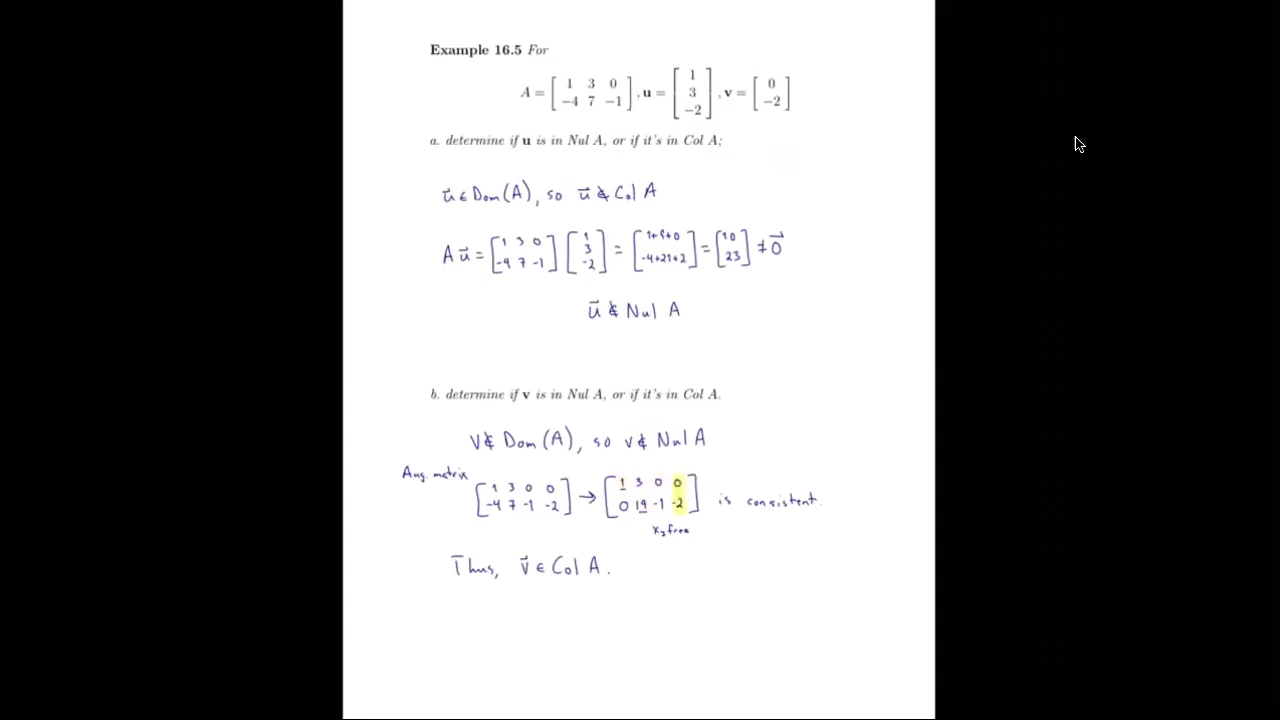 Example 16.5 For
A = [ 1 3 0 ; -4 7 -1 ], u = [ 1 ; 3 ; -2 ], v = [ 0 ; -2 ]
a. determine if u is in Nul A, or if it's in Col A;
u⃗ ∈ Dom(A), so u⃗ ∉ Col A
A u⃗ = [ 1 3 0 ; -4 7 -1 ] [ 1 ; 3 ; -2 ] = [ 1+9+0 ; -4+21+2 ] = [ 10 ; 23 ] ≠ 0⃗
u⃗ ∉ Nul A
b. determine if v is in Nul A, or if it's in Col A.
v ∉ Dom(A), so v ∉ Nul A
Aug. matrix
[ 1 3 0 0 ; -4 7 -1 -2 ] → [ 1 3 0 0 ; 0 19 -1 -2 ] is consistent.
x₃ free
Thus, v⃗ ∈ Col A.